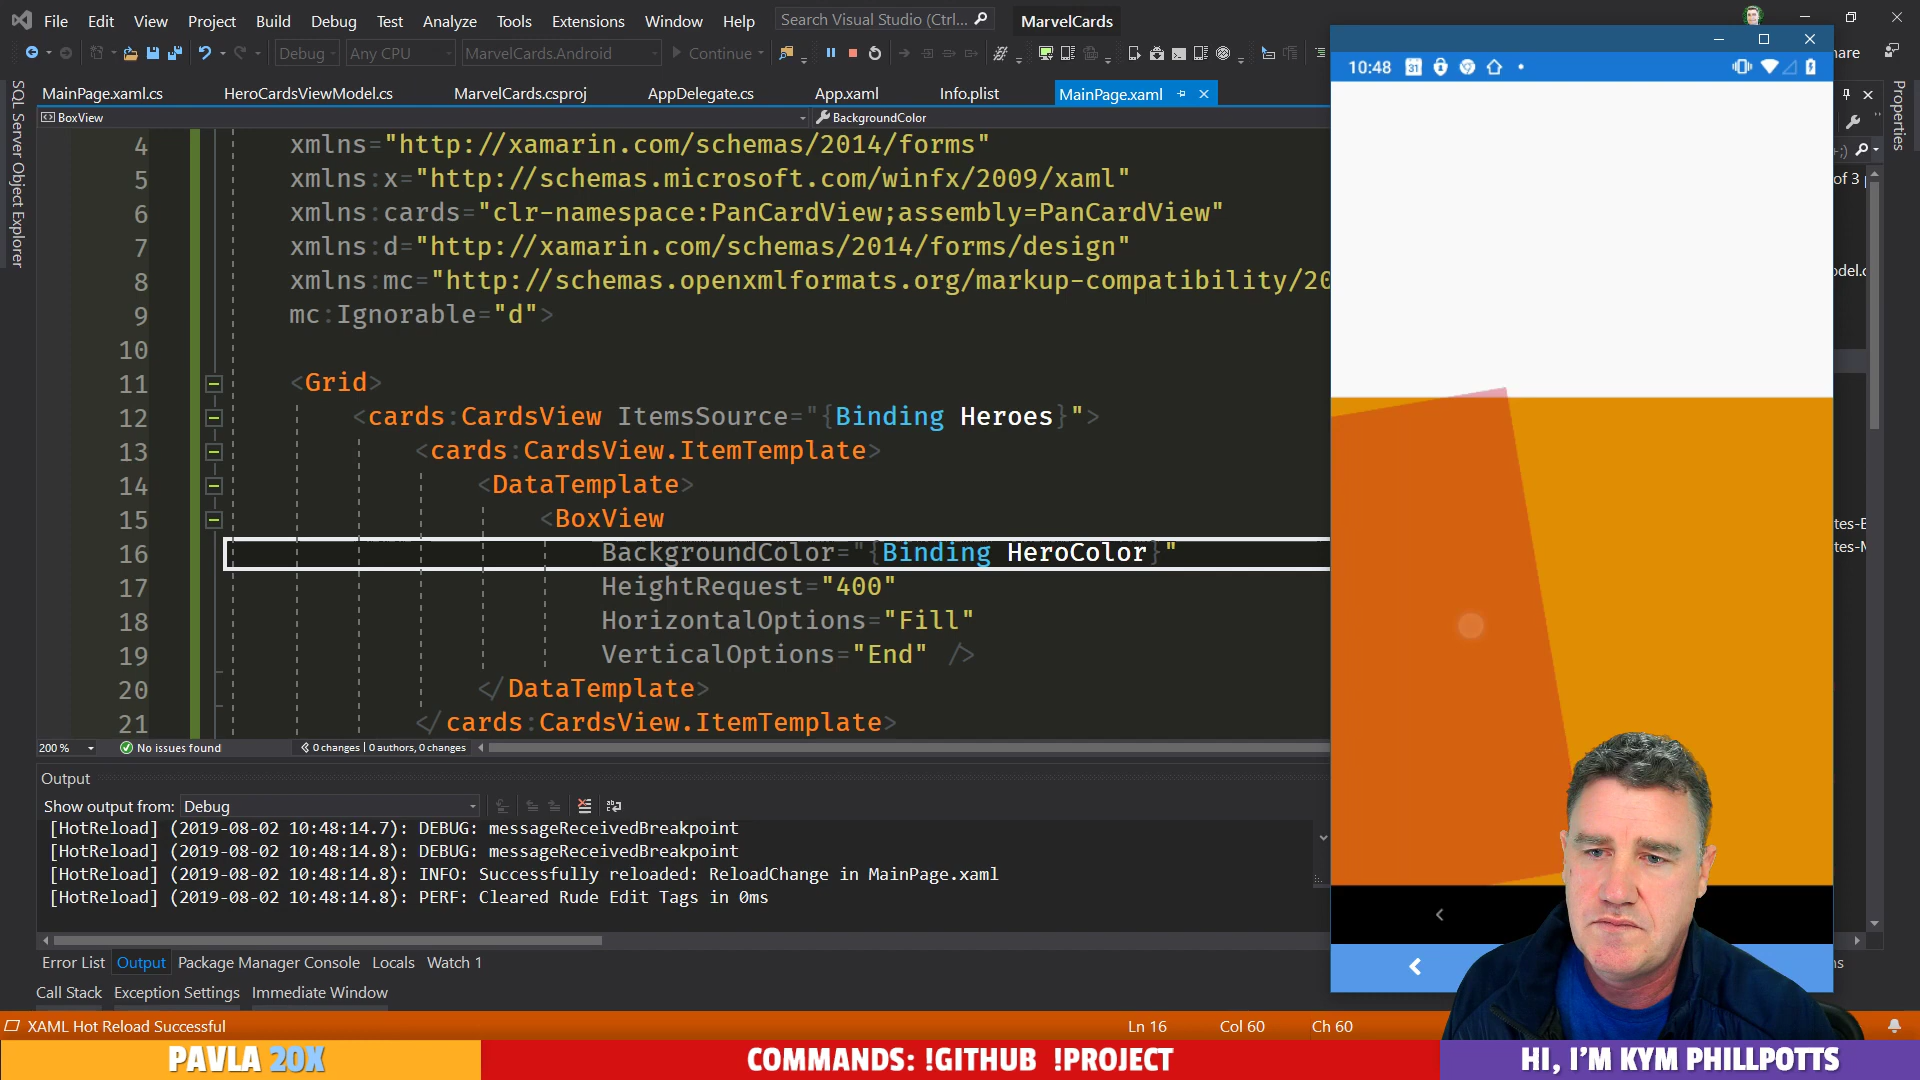 File Edit View Project Build Debug Test Analyze Tools Extensions Window Help Search Visual Studio (Ctrl... MarvelCards
Debug Any CPU MarvelCards.Android Continue
SQL Server Object Explorer
MainPage.xaml.cs HeroCardsViewModel.cs MarvelCards.csproj AppDelegate.cs App.xaml Info.plist MainPage.xaml
BoxView BackgroundColor
4 xmlns="http://xamarin.com/schemas/2014/forms"
5 xmlns:x="http://schemas.microsoft.com/winfx/2009/xaml"
6 xmlns:cards="clr-namespace:PanCardView;assembly=PanCardView"
7 xmlns:d="http://xamarin.com/schemas/2014/forms/design"
8 xmlns:mc="http://schemas.openxmlformats.org/markup-compatibility/20
9 mc:Ignorable="d">
10
11 <Grid>
12 <cards:CardsView ItemsSource="{Binding Heroes}">
13 <cards:CardsView.ItemTemplate>
14 <DataTemplate>
15 <BoxView
16 BackgroundColor="{Binding HeroColor}"
17 HeightRequest="400"
18 HorizontalOptions="Fill"
19 VerticalOptions="End" />
20 </DataTemplate>
21 </cards:CardsView.ItemTemplate>
200 % No issues found 0 changes | 0 authors, 0 changes
Output
Show output from: Debug
[HotReload] (2019-08-02 10:48:14.7): DEBUG: messageReceivedBreakpoint
[HotReload] (2019-08-02 10:48:14.8): DEBUG: messageReceivedBreakpoint
[HotReload] (2019-08-02 10:48:14.8): INFO: Successfully reloaded: ReloadChange in MainPage.xaml
[HotReload] (2019-08-02 10:48:14.8): PERF: Cleared Rude Edit Tags in 0ms
Error List Output Package Manager Console Locals Watch 1
Call Stack Exception Settings Immediate Window
XAML Hot Reload Successful Ln 16 Col 60 Ch 60
10:48 31
Properties
of 3
PAVLA 20X
COMMANDS: !GITHUB !PROJECT
HI, I'M KYM PHILLPOTTS